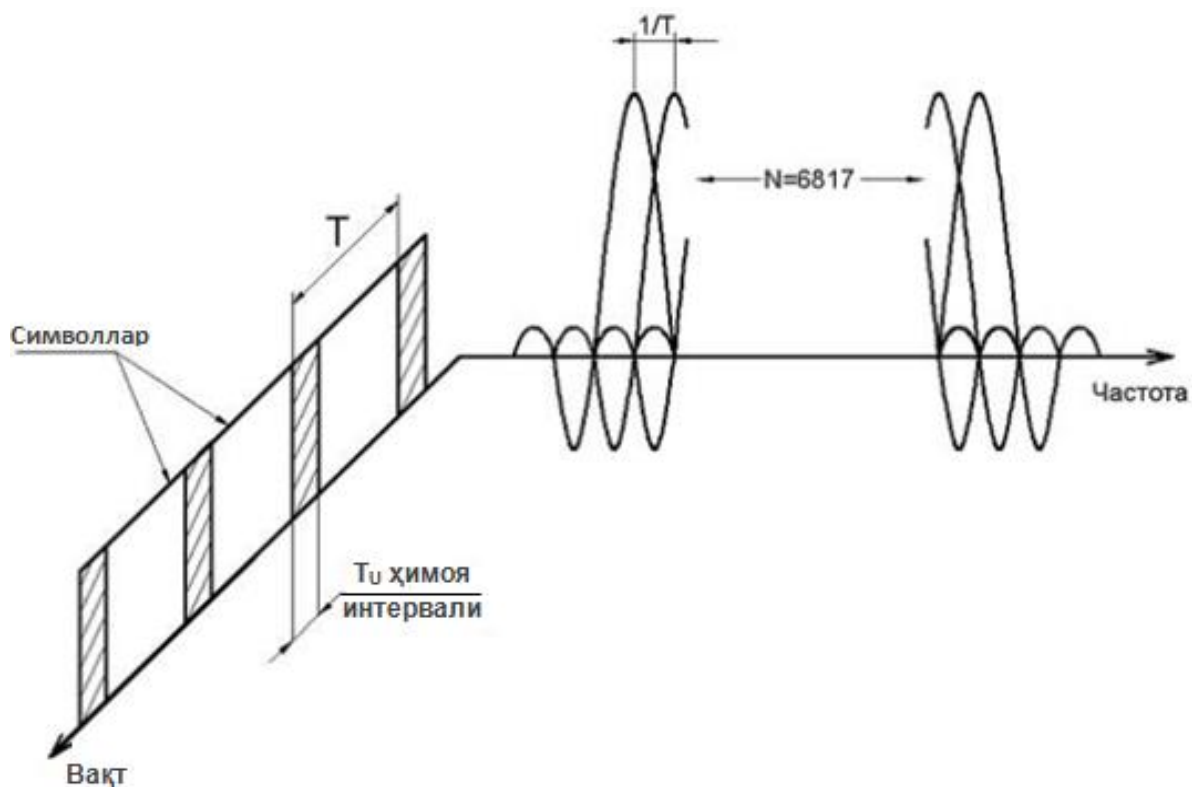 1/T
N=6817
T
Символлар
Частота
TU ҳимоя
интервали
Вақт